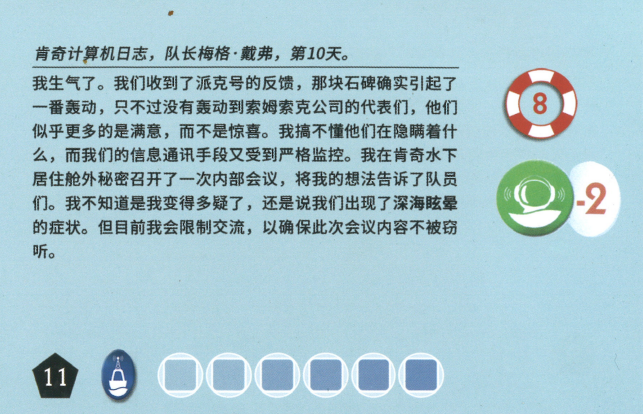 肯奇计算机日志，队长梅格·戴弗，第10天。
我生气了。我们收到了派克号的反馈，那块石碑确实引起了
一番轰动，只不过没有轰动到索姆索克公司的代表们，他们
似乎更多的是满意，而不是惊喜。我搞不懂他们在隐瞒着什
么，而我们的信息通讯手段又受到严格监控。我在肯奇水下
居住舱外秘密召开了一次内部会议，将我的想法告诉了队员
们。我不知道是我变得多疑了，还是说我们出现了深海眩晕
的症状。但目前我会限制交流，以确保此次会议内容不被窃
听。
8
-2
11